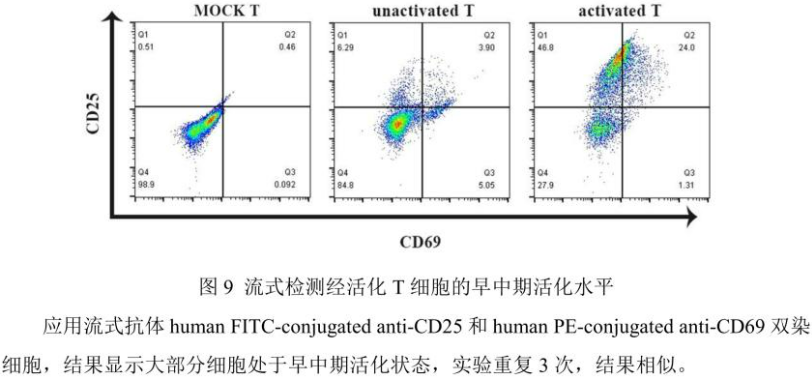 MOCK T
unactivated T
activated T
Q1
0.51
Q2
0.46
Q4
98.9
Q3
0.092
Q1
6.29
Q2
3.90
Q4
84.8
Q3
5.05
Q1
46.8
Q2
24.0
Q4
27.9
Q3
1.31
CD25
CD69
图 9 流式检测经活化 T 细胞的早中期活化水平
应用流式抗体 human FITC-conjugated anti-CD25 和 human PE-conjugated anti-CD69 双染
细胞，结果显示大部分细胞处于早中期活化状态，实验重复 3 次，结果相似。